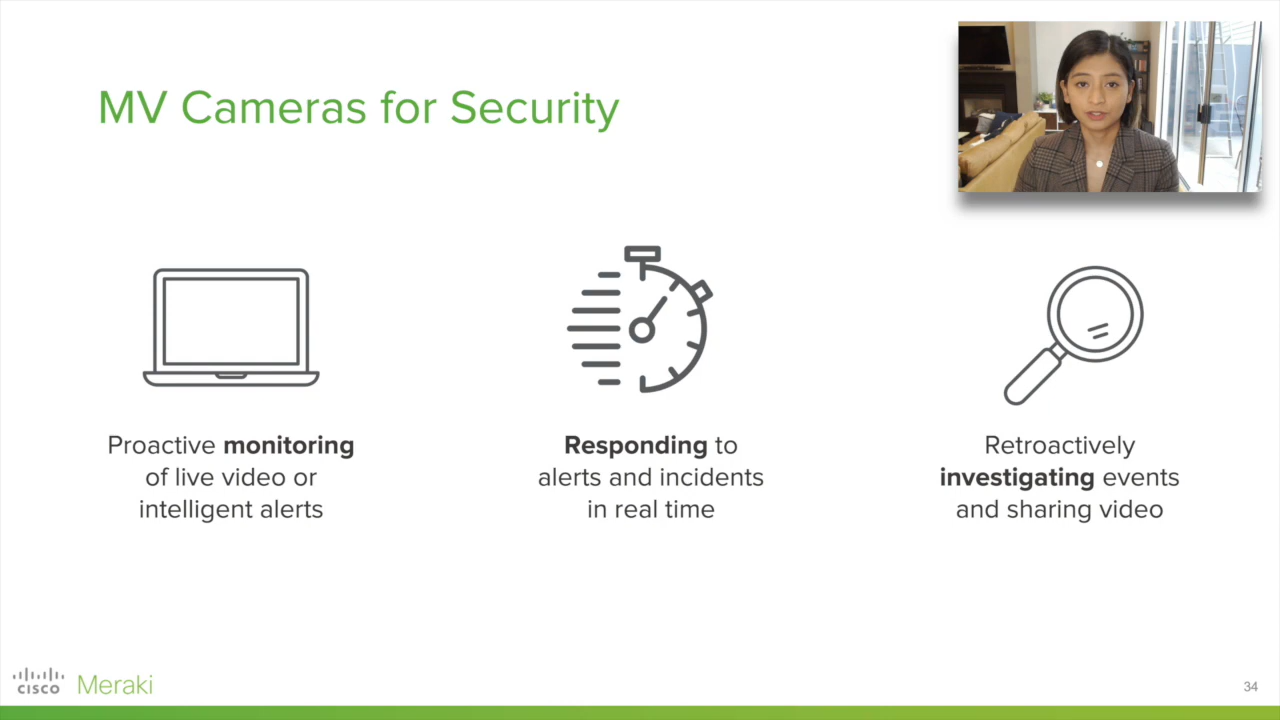 MV Cameras for Security
Proactive monitoring
of live video or
intelligent alerts
Responding to
alerts and incidents
in real time
Retroactively
investigating events
and sharing video
CISCO Meraki
34